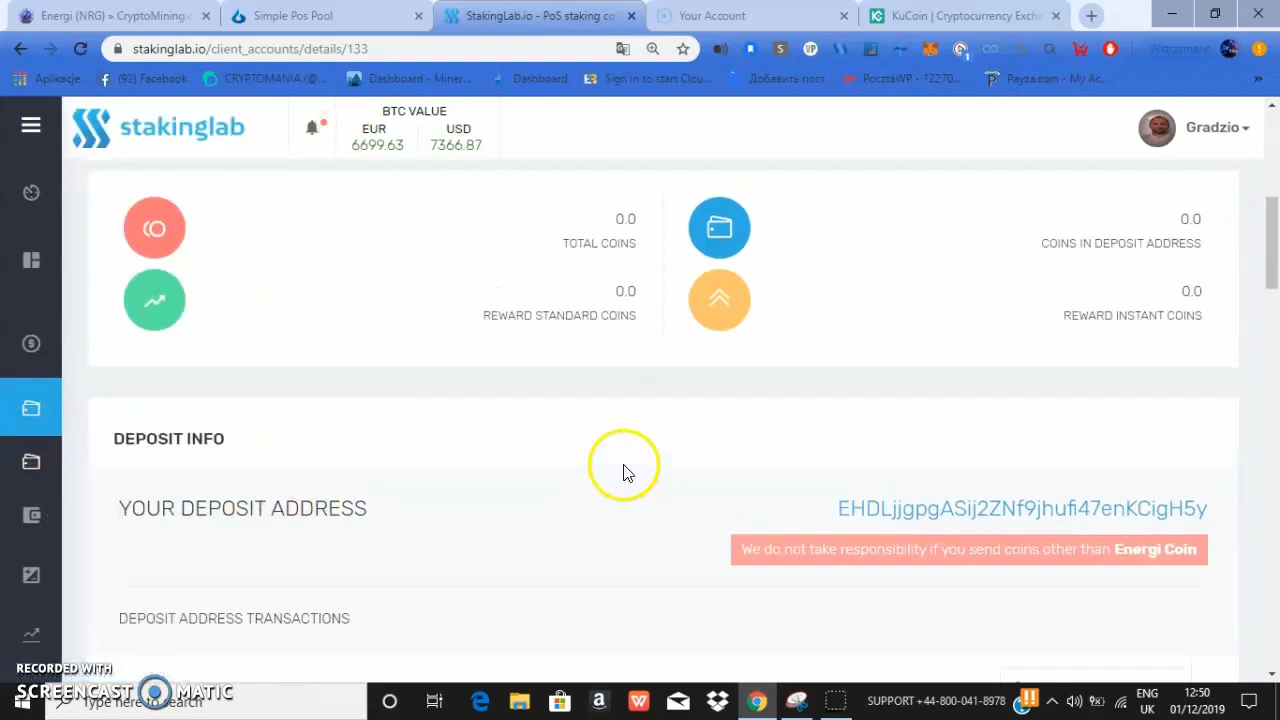 Energi (NRG) » CryptoMining.c
Simple Pos Pool
StakingLab.io - PoS staking co
Your Account
KuCoin | Cryptocurrency Excha
stakinglab.io/client_accounts/details/133
Wstrzymano
Aplikacje
(92) Facebook
CRYPTOMANIA.(@...
Dashboard - Miner...
Dashboard
Sign in to start Clou...
Добавить пост
PocztaWP - 12270...
Payza.com - My Ac...
stakinglab
BTC VALUE
EUR
USD
6699.63
7366.87
Gradzio
0.0
TOTAL COINS
0.0
COINS IN DEPOSIT ADDRESS
0.0
REWARD STANDARD COINS
0.0
REWARD INSTANT COINS
DEPOSIT INFO
YOUR DEPOSIT ADDRESS
EHDLjjgpgASij2ZNf9jhufi47enKCigH5y
We do not take responsibility if you send coins other than Energi Coin
DEPOSIT ADDRESS TRANSACTIONS
RECORDED WITH
SCREENCAST MATIC
Type here to search
SUPPORT +44-800-041-8978
ENG
UK
12:50
01/12/2019